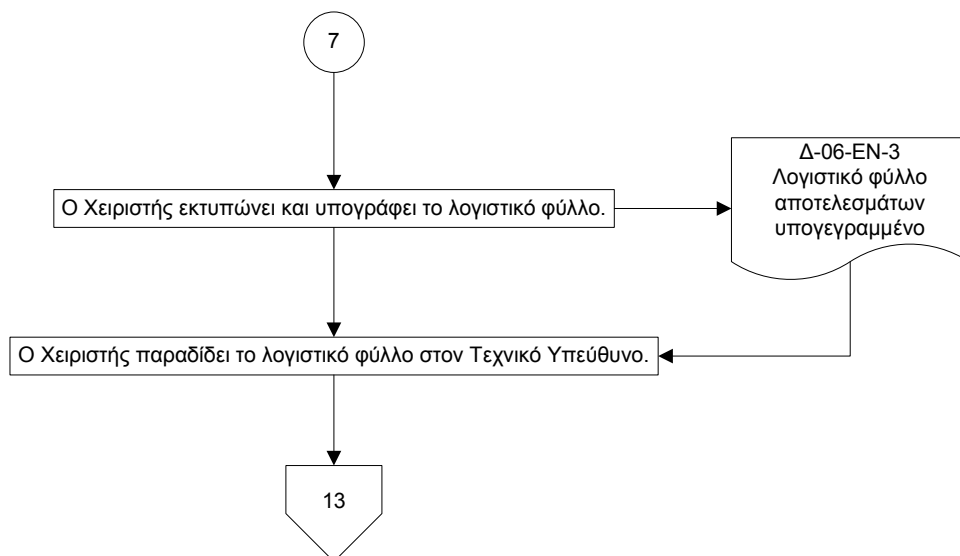 7
Ο Χειριστής εκτυπώνει και υπογράφει το λογιστικό φύλλο.
Δ-06-ΕΝ-3
Λογιστικό φύλλο
αποτελεσμάτων
υπογεγραμμένο
Ο Χειριστής παραδίδει το λογιστικό φύλλο στον Τεχνικό Υπεύθυνο.
13